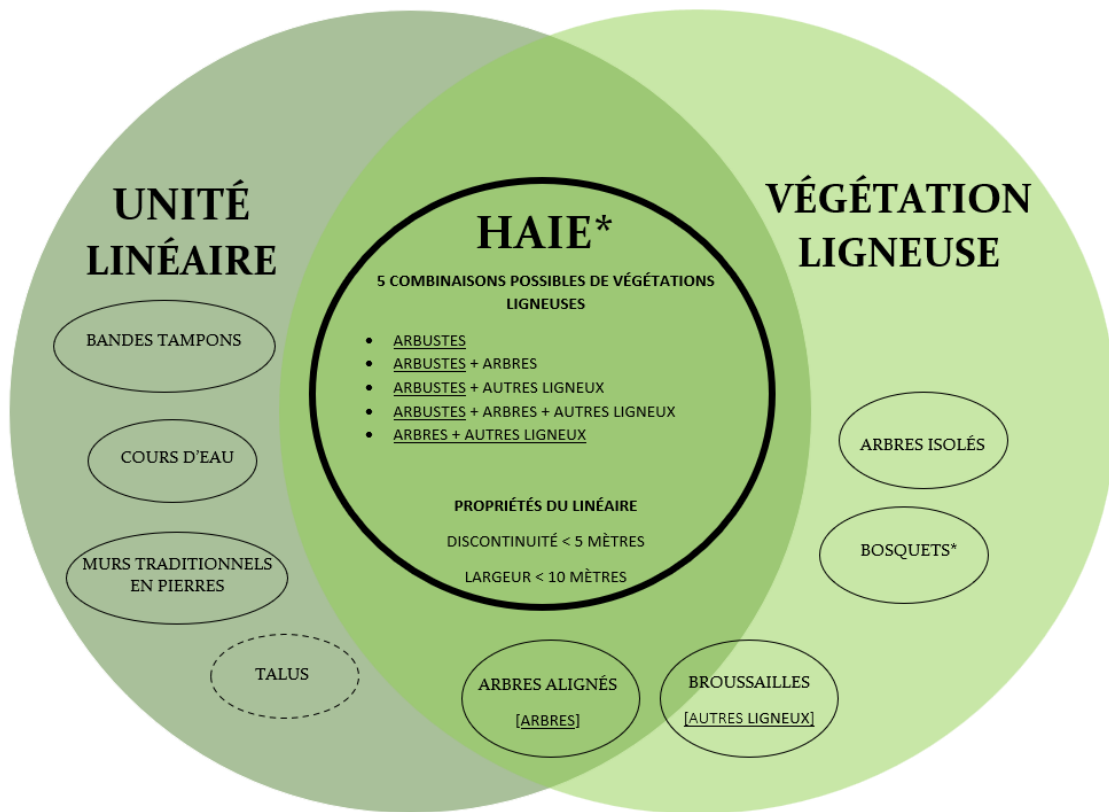 UNITÉ
LINÉAIRE
BANDES TAMPONS
COURS D'EAU
MURS TRADITIONNELS
EN PIERRES
TALUS
HAIE*
5 COMBINAISONS POSSIBLES DE VÉGÉTATIONS
LIGNEUSES
• ARBUSTES
• ARBUSTES + ARBRES
• ARBUSTES + AUTRES LIGNEUX
• ARBUSTES + ARBRES + AUTRES LIGNEUX
• ARBRES + AUTRES LIGNEUX
PROPRIÉTÉS DU LINÉAIRE
DISCONTINUITÉ < 5 MÈTRES
LARGEUR < 10 MÈTRES
ARBRES ALIGNÉS
[ARBRES]
BROUSSAILLES
[AUTRES LIGNEUX]
VÉGÉTATION
LIGNEUSE
ARBRES ISOLÉS
BOSQUETS*